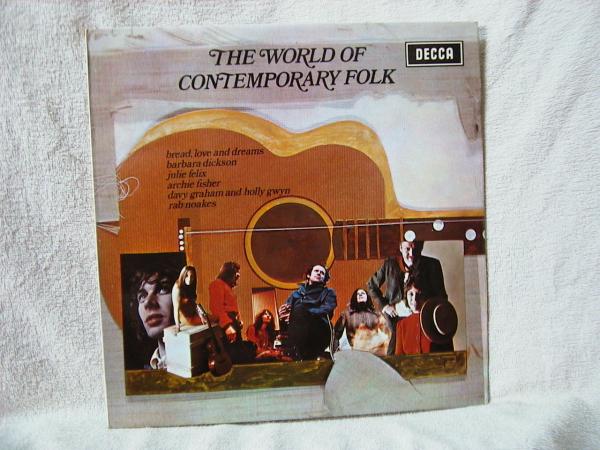 THE WORLD OF
CONTEMPORARY FOLK
DECCA
bread, love and dreams
barbara dickson
julie felix
archie fisher
davy graham and holly gwyn
rab noakes